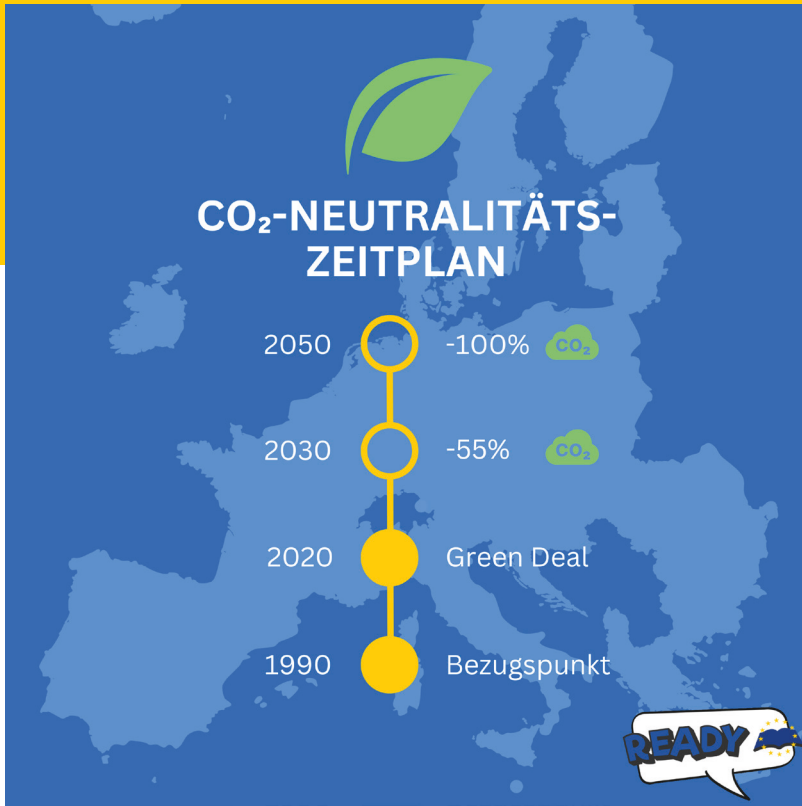 CO₂-NEUTRALITÄTS-
ZEITPLAN
2050 -100% CO₂
2030 -55% CO₂
2020 Green Deal
1990 Bezugspunkt
READY